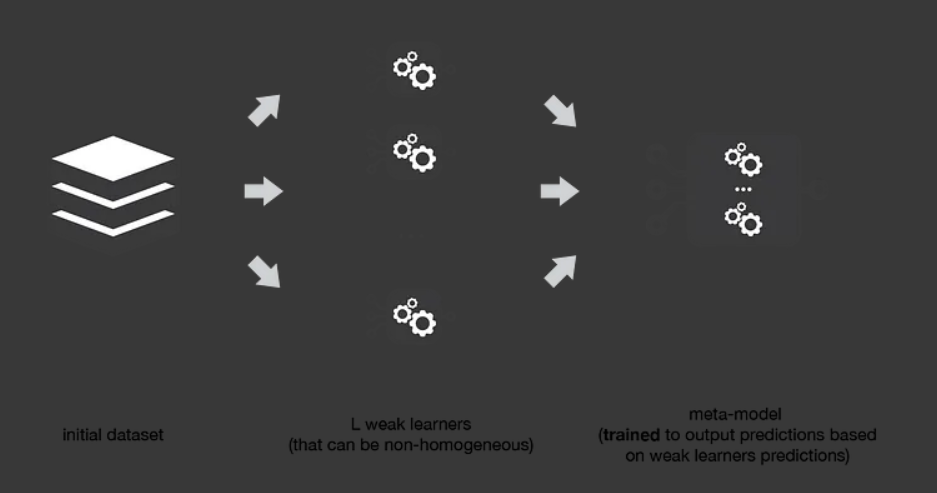 initial dataset
L weak learners
(that can be non-homogeneous)
meta-model
(trained to output predictions based
on weak learners predictions)